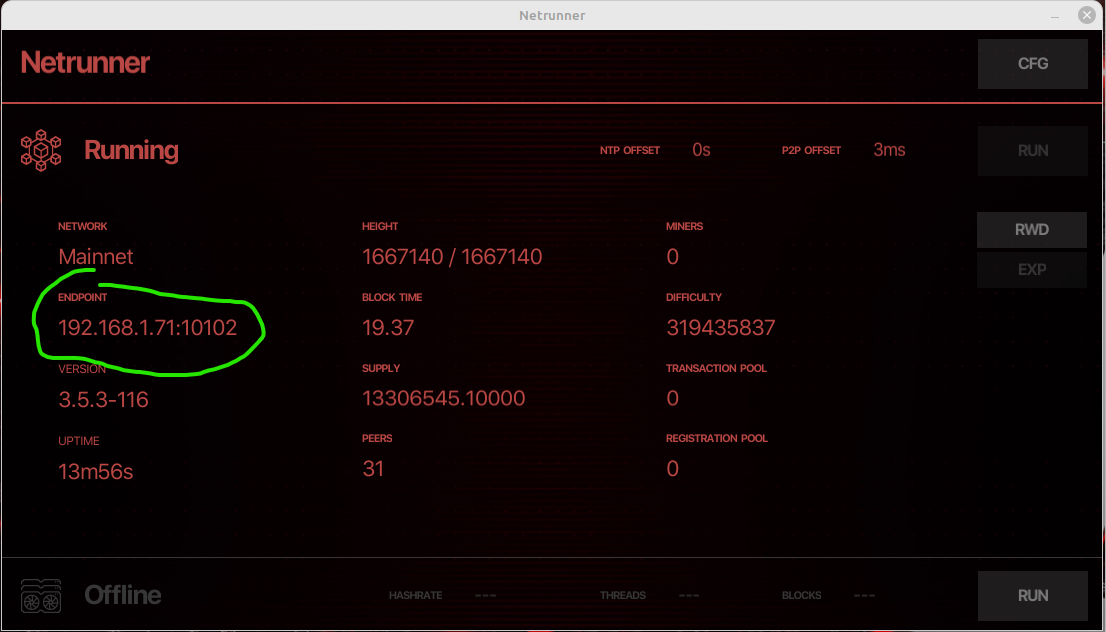 Netrunner
Netrunner
CFG
Running
NTP OFFSET 0s P2P OFFSET 3ms
RUN
NETWORK HEIGHT MINERS
RWD
Mainnet 1667140 / 1667140 0
EXP
ENDPOINT BLOCK TIME DIFFICULTY
192.168.1.71:10102 19.37 319435837
VERSION SUPPLY TRANSACTION POOL
3.5.3-116 13306545.10000 0
UPTIME PEERS REGISTRATION POOL
13m56s 31 0
Offline HASHRATE --- THREADS --- BLOCKS --- RUN